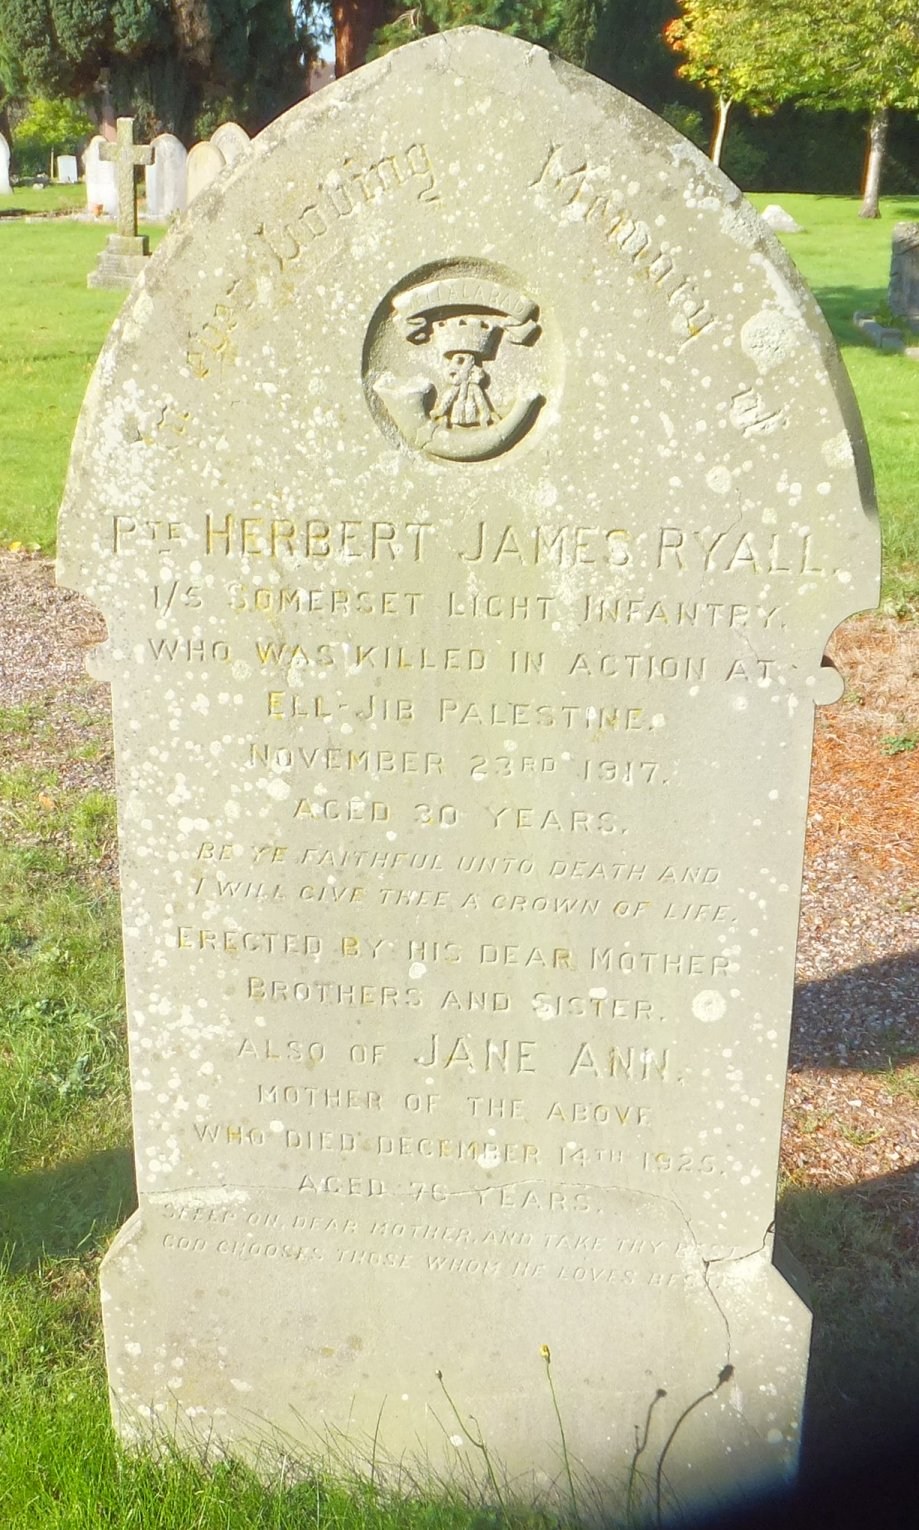 In ever Loving Memory of
PTE HERBERT JAMES RYALL.
1/5 SOMERSET LIGHT INFANTRY.
WHO WAS KILLED IN ACTION AT
ELL-JIB PALESTINE.
NOVEMBER 23RD 1917.
AGED 30 YEARS.
BE YE FAITHFUL UNTO DEATH AND
I WILL GIVE THEE A CROWN OF LIFE.
ERECTED BY HIS DEAR MOTHER
BROTHERS AND SISTER.
ALSO OF JANE ANN.
MOTHER OF THE ABOVE
WHO DIED DECEMBER 14TH 1925.
AGED 76 YEARS.
SLEEP ON, DEAR MOTHER, AND TAKE THY REST
GOD CHOOSES THOSE WHOM HE LOVES BEST.